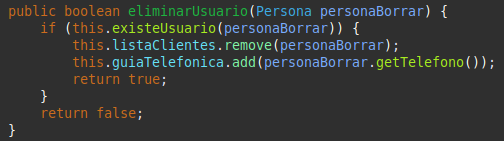 public boolean eliminarUsuario(Persona personaBorrar) {
    if (this.existeUsuario(personaBorrar)) {
        this.listaClientes.remove(personaBorrar);
        this.guiaTelefonica.add(personaBorrar.getTelefono());
        return true;
    }
    return false;
}